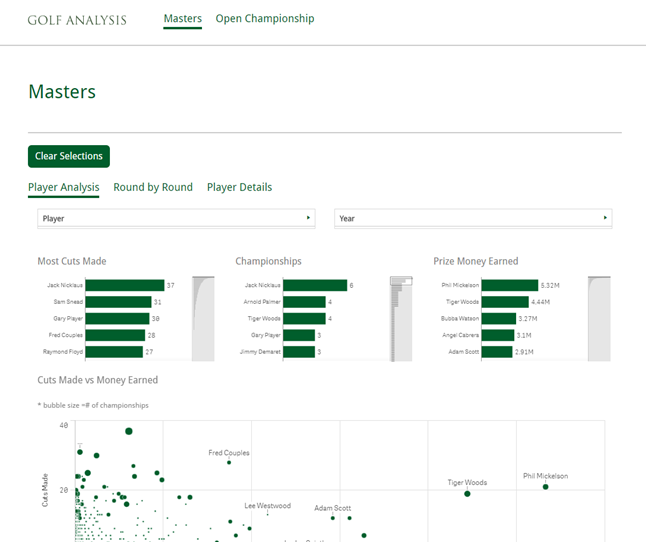 GOLF ANALYSIS Masters Open Championship
Masters
Clear Selections
Player Analysis Round by Round Player Details
Player Year
Most Cuts Made Championships Prize Money Earned
Jack Nicklaus 37 Jack Nicklaus 6 Phil Mickelson 5.32M
Sam Snead 31 Arnold Palmer 4 Tiger Woods 4.44M
Gary Player 30 Tiger Woods 4 Bubba Watson 3.27M
Fred Couples 28 Gary Player 3 Angel Cabrera 3.1M
Raymond Floyd 27 Jimmy Demaret 3 Adam Scott 2.91M
Cuts Made vs Money Earned
* bubble size =# of championships
40
Fred Couples
Phil Mickelson
Tiger Woods
Cuts Made
20
Lee Westwood Adam Scott